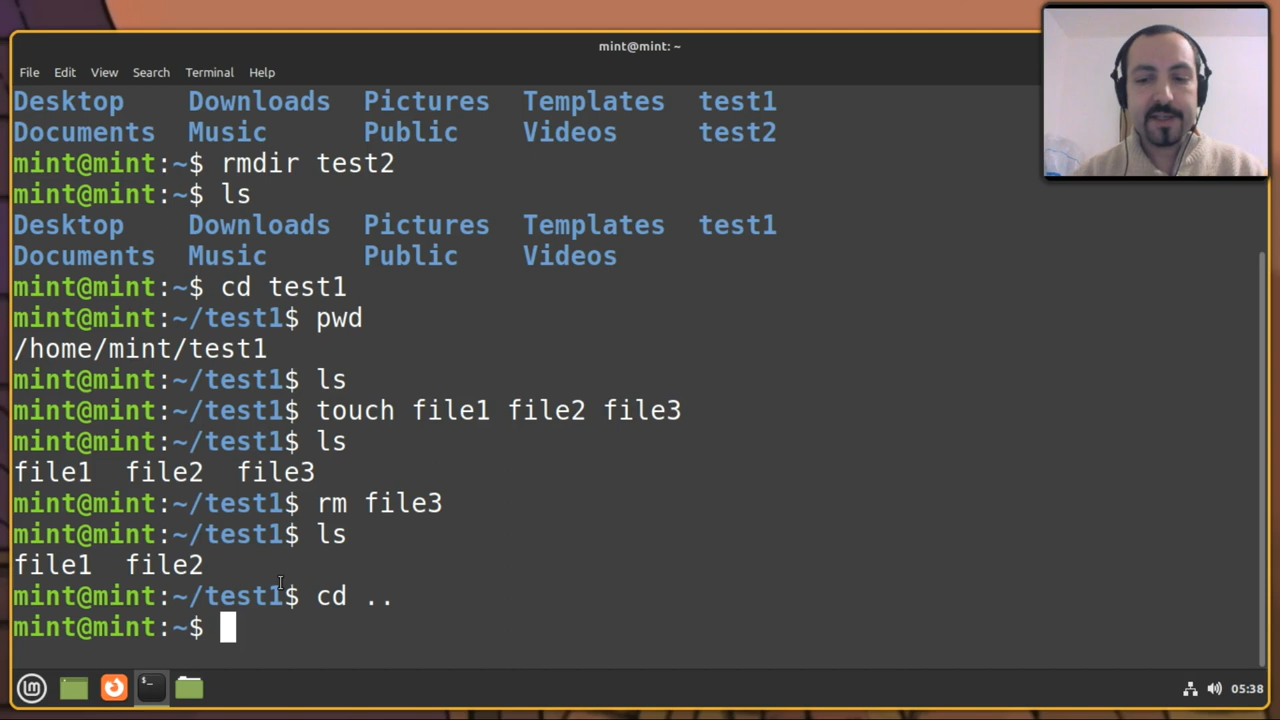 mint@mint: ~
File Edit View Search Terminal Help
Desktop Downloads Pictures Templates test1
Documents Music Public Videos test2
mint@mint:~$ rmdir test2
mint@mint:~$ ls
Desktop Downloads Pictures Templates test1
Documents Music Public Videos
mint@mint:~$ cd test1
mint@mint:~/test1$ pwd
/home/mint/test1
mint@mint:~/test1$ ls
mint@mint:~/test1$ touch file1 file2 file3
mint@mint:~/test1$ ls
file1 file2 file3
mint@mint:~/test1$ rm file3
mint@mint:~/test1$ ls
file1 file2
mint@mint:~/test1$ cd ..
mint@mint:~$
$_
05:38